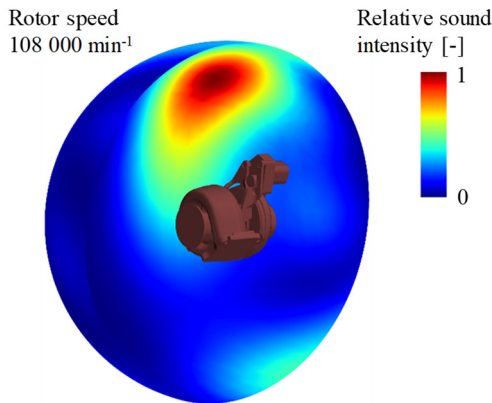 Rotor speed
108 000 min⁻¹
Relative sound
intensity [-]
1
0